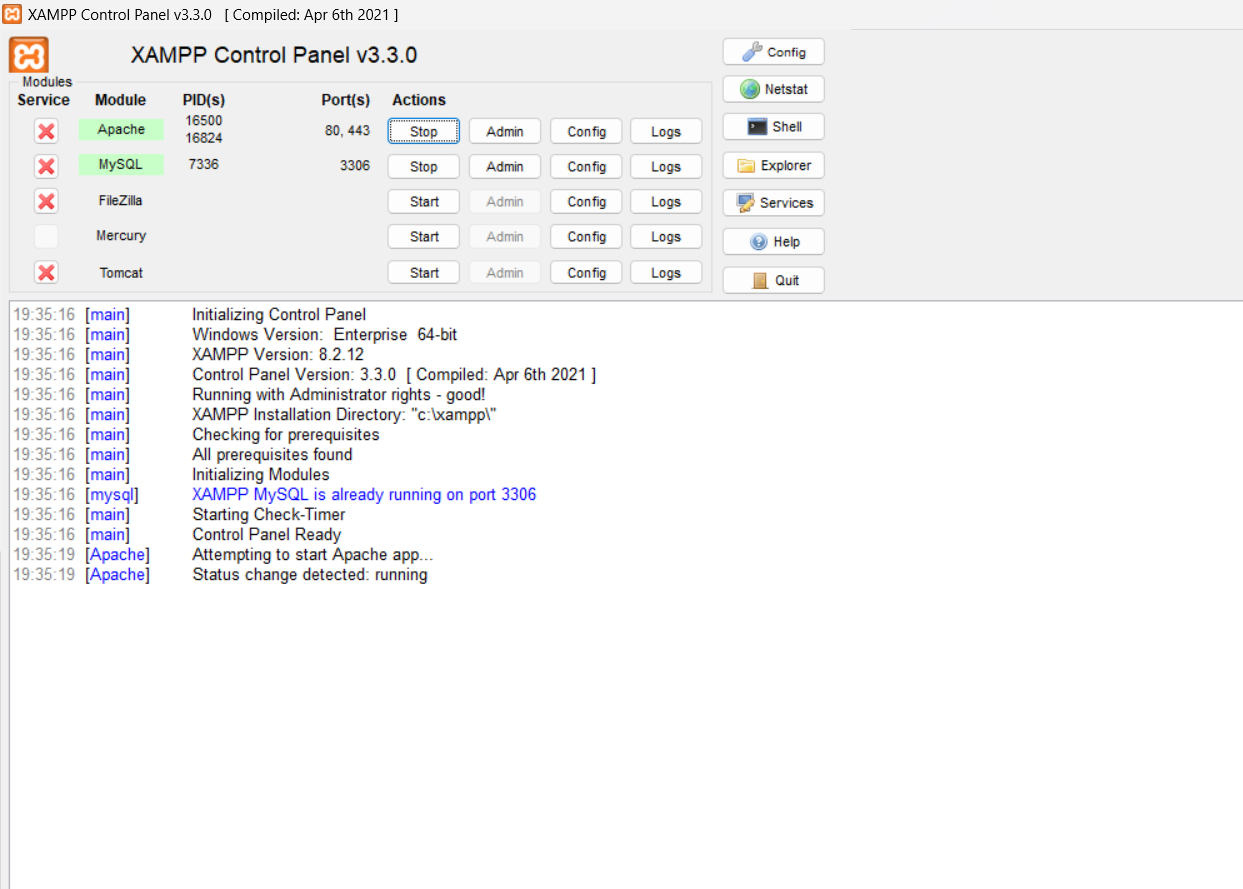 XAMPP Control Panel v3.3.0 [ Compiled: Apr 6th 2021 ]
XAMPP Control Panel v3.3.0
Config
Modules
Netstat
Service Module PID(s) Port(s) Actions
Apache 16500 16824 80, 443 Stop Admin Config Logs
Shell
MySQL 7336 3306 Stop Admin Config Logs
Explorer
FileZilla Start Admin Config Logs
Services
Mercury Start Admin Config Logs
Help
Tomcat Start Admin Config Logs
Quit
19:35:16 [main] Initializing Control Panel
19:35:16 [main] Windows Version: Enterprise 64-bit
19:35:16 [main] XAMPP Version: 8.2.12
19:35:16 [main] Control Panel Version: 3.3.0 [ Compiled: Apr 6th 2021 ]
19:35:16 [main] Running with Administrator rights - good!
19:35:16 [main] XAMPP Installation Directory: "c:\xampp\"
19:35:16 [main] Checking for prerequisites
19:35:16 [main] All prerequisites found
19:35:16 [main] Initializing Modules
19:35:16 [mysql] XAMPP MySQL is already running on port 3306
19:35:16 [main] Starting Check-Timer
19:35:16 [main] Control Panel Ready
19:35:19 [Apache] Attempting to start Apache app...
19:35:19 [Apache] Status change detected: running